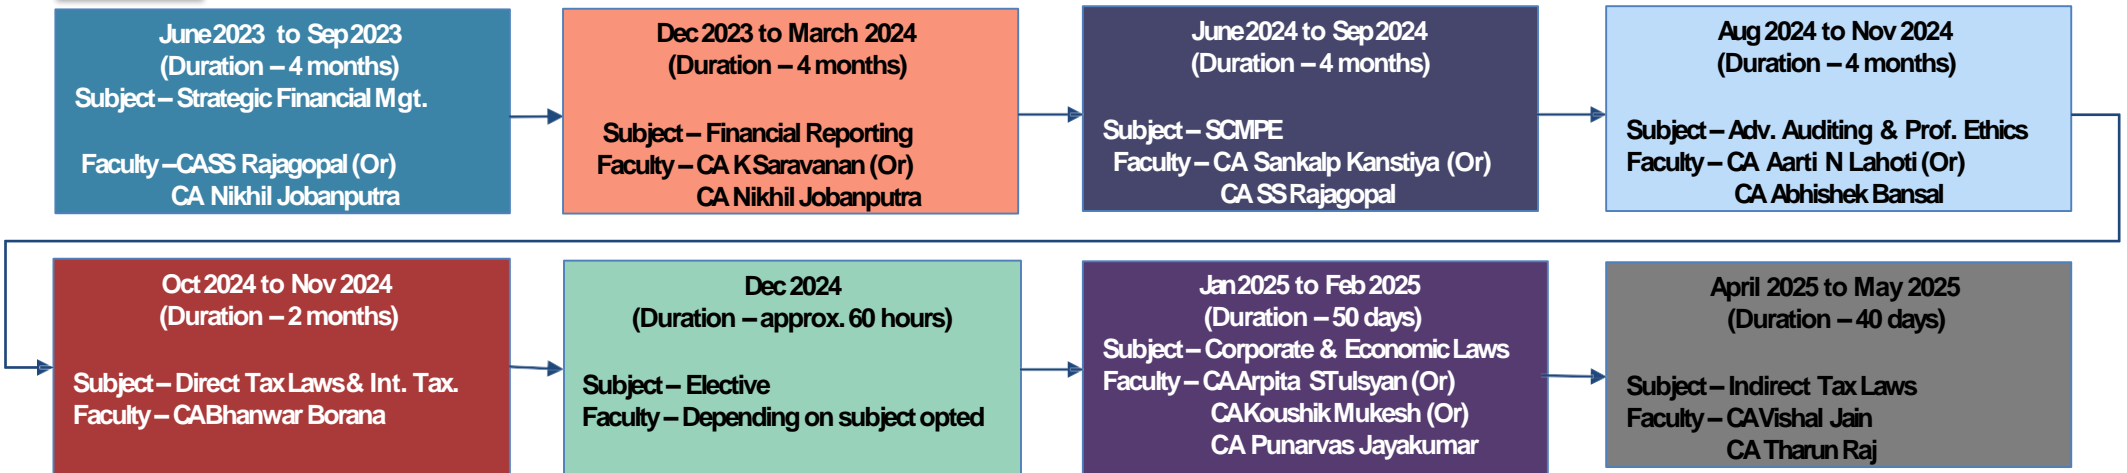 June 2023 to Sep 2023
(Duration – 4 months)
Subject – Strategic Financial Mgt.
Faculty – CA SS Rajagopal (Or)
CA Nikhil Jobanputra
Dec 2023 to March 2024
(Duration – 4 months)
Subject – Financial Reporting
Faculty – CA K Saravanan (Or)
CA Nikhil Jobanputra
June 2024 to Sep 2024
(Duration – 4 months)
Subject – SCMPE
Faculty – CA Sankalp Kanstiya (Or)
CA SS Rajagopal
Aug 2024 to Nov 2024
(Duration – 4 months)
Subject – Adv. Auditing & Prof. Ethics
Faculty – CA Aarti N Lahoti (Or)
CA Abhishek Bansal
Oct 2024 to Nov 2024
(Duration – 2 months)
Subject – Direct Tax Laws & Int. Tax.
Faculty – CA Bhanwar Borana
Dec 2024
(Duration – approx. 60 hours)
Subject – Elective
Faculty – Depending on subject opted
Jan 2025 to Feb 2025
(Duration – 50 days)
Subject – Corporate & Economic Laws
Faculty – CA Arpita S Tulsyan (Or)
CA Koushik Mukesh (Or)
CA Punarvas Jayakumar
April 2025 to May 2025
(Duration – 40 days)
Subject – Indirect Tax Laws
Faculty – CA Vishal Jain
CA Tharun Raj